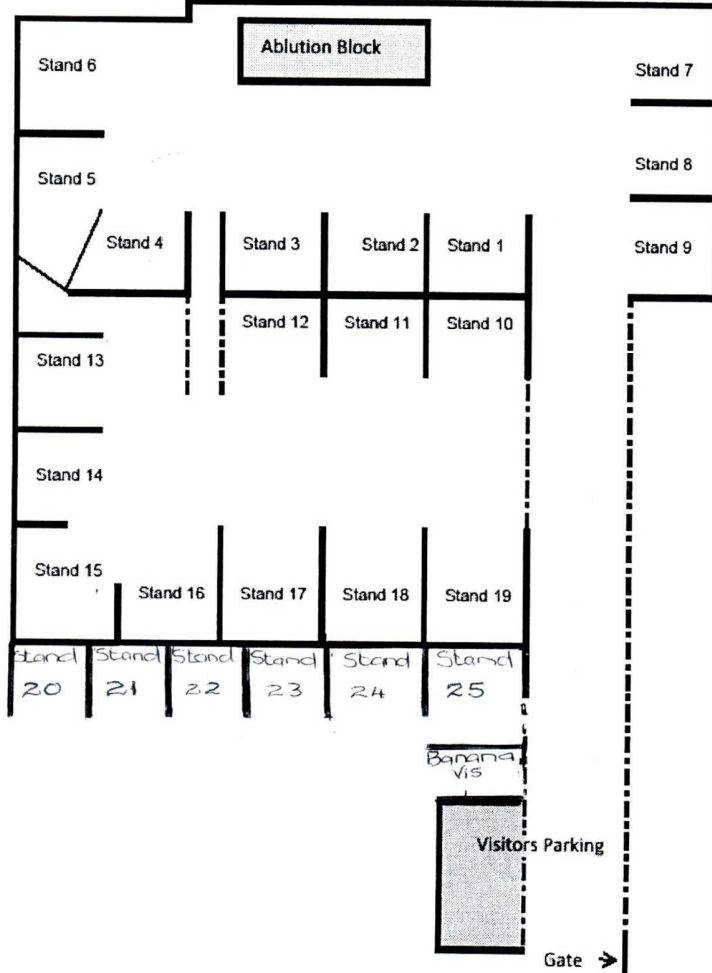 Ablution Block
Stand 6
Stand 7
Stand 5
Stand 8
Stand 4
Stand 3
Stand 2
Stand 1
Stand 9
Stand 12
Stand 11
Stand 10
Stand 13
Stand 14
Stand 15
Stand 16
Stand 17
Stand 18
Stand 19
Stand
20
Stand
21
Stand
22
Stand
23
Stand
24
Stand
25
Banana
Vis
Visitors Parking
Gate